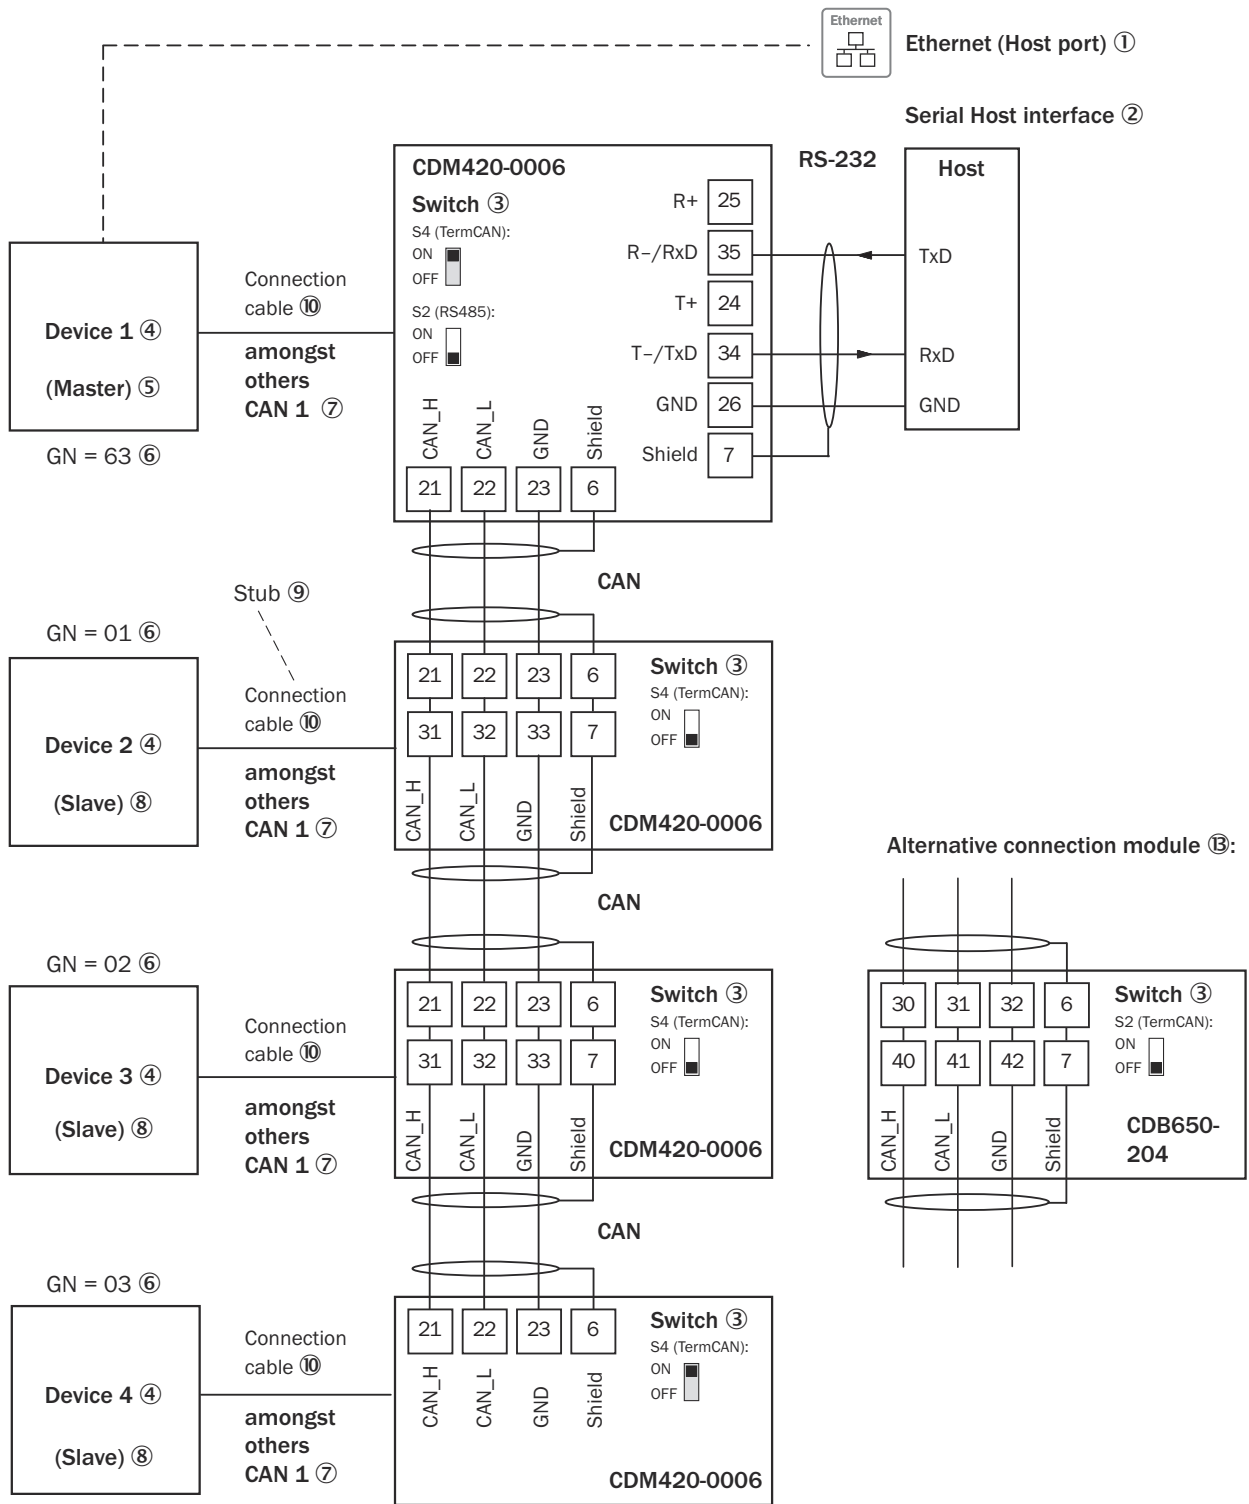 Ethernet
Ethernet (Host port) ①
Serial Host interface ②
CDM420-0006
Switch ③
S4 (TermCAN):
ON
OFF
S2 (RS485):
ON
OFF
R+ 25
R–/RxD 35
T+ 24
T–/TxD 34
GND 26
Shield 7
RS-232
Host
TxD
RxD
GND
Device 1 ④
(Master) ⑤
GN = 63 ⑥
Connection
cable ⑩
amongst
others
CAN 1 ⑦
CAN_H CAN_L GND Shield
21 22 23 6
CAN
Stub ⑨
GN = 01 ⑥
Device 2 ④
(Slave) ⑧
Connection
cable ⑩
amongst
others
CAN 1 ⑦
21 22 23 6
31 32 33 7
CAN_H CAN_L GND Shield
Switch ③
S4 (TermCAN):
ON
OFF
CDM420-0006
CAN
GN = 02 ⑥
Device 3 ④
(Slave) ⑧
Connection
cable ⑩
amongst
others
CAN 1 ⑦
21 22 23 6
31 32 33 7
CAN_H CAN_L GND Shield
Switch ③
S4 (TermCAN):
ON
OFF
CDM420-0006
CAN
GN = 03 ⑥
Device 4 ④
(Slave) ⑧
Connection
cable ⑩
amongst
others
CAN 1 ⑦
21 22 23 6
CAN_H CAN_L GND Shield
Switch ③
S4 (TermCAN):
ON
OFF
CDM420-0006
Alternative connection module ⑬:
30 31 32 6
40 41 42 7
CAN_H CAN_L GND Shield
Switch ③
S2 (TermCAN):
ON
OFF
CDB650-
204